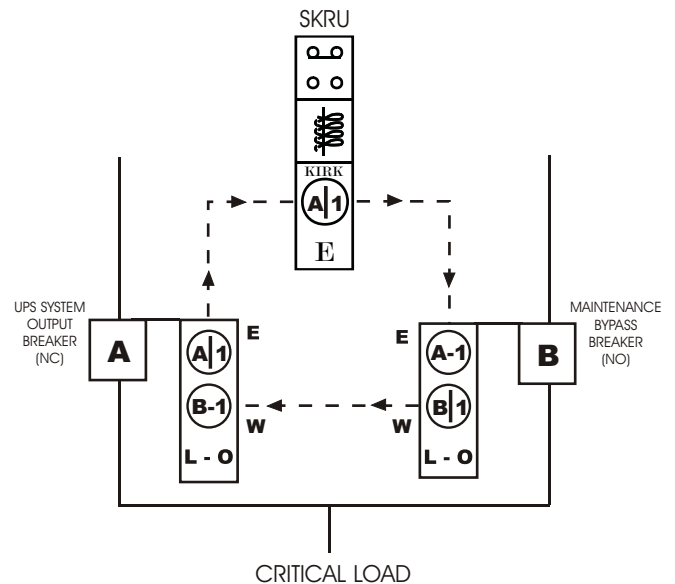 SKRU
KIRK
A|1
E
UPS SYSTEM
OUTPUT
BREAKER
(NC)
A
A|1
E
B-1
W
L - O
E
A-1
W
B|1
L - O
B
MAINTENANCE
BYPASS
BREAKER
(NO)
CRITICAL LOAD